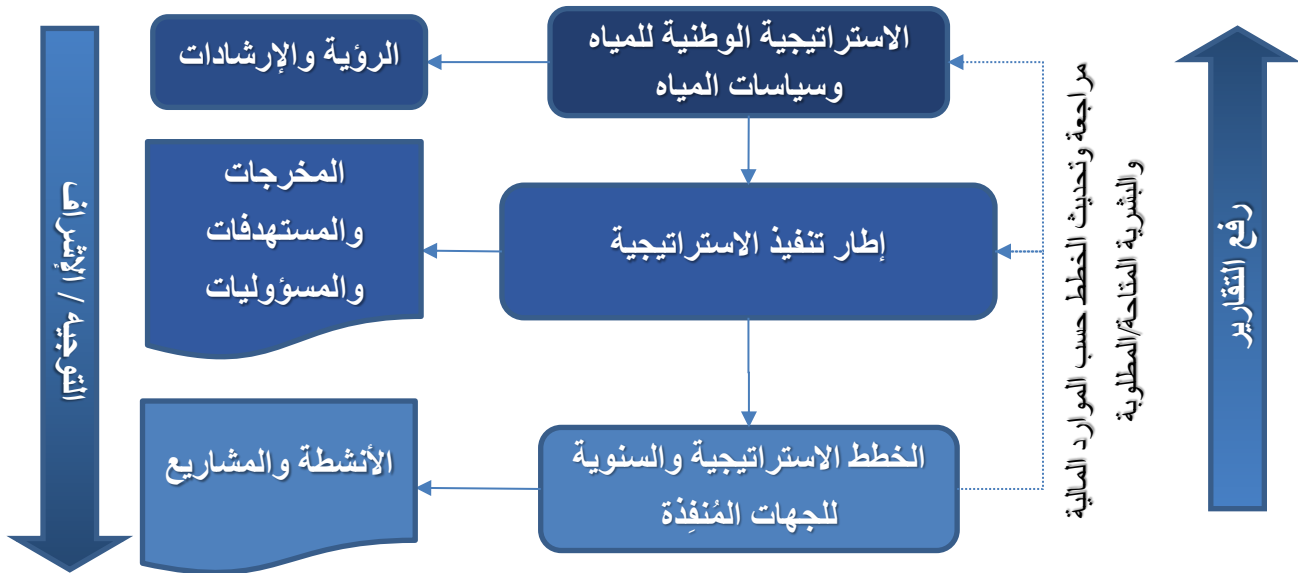 الاستراتيجية الوطنية للمياه
وسياسات المياه
الرؤية والإرشادات
إطار تنفيذ الاستراتيجية
المخرجات
والمستهدفات
والمسؤوليات
الخطط الاستراتيجية والسنوية
للجهات المُنفِذة
الأنشطة والمشاريع
رفع التقارير
مراجعة وتحديث الخطط حسب الموارد المالية
والبشرية المتاحة/المطلوبة
التوجيه / الإشراف